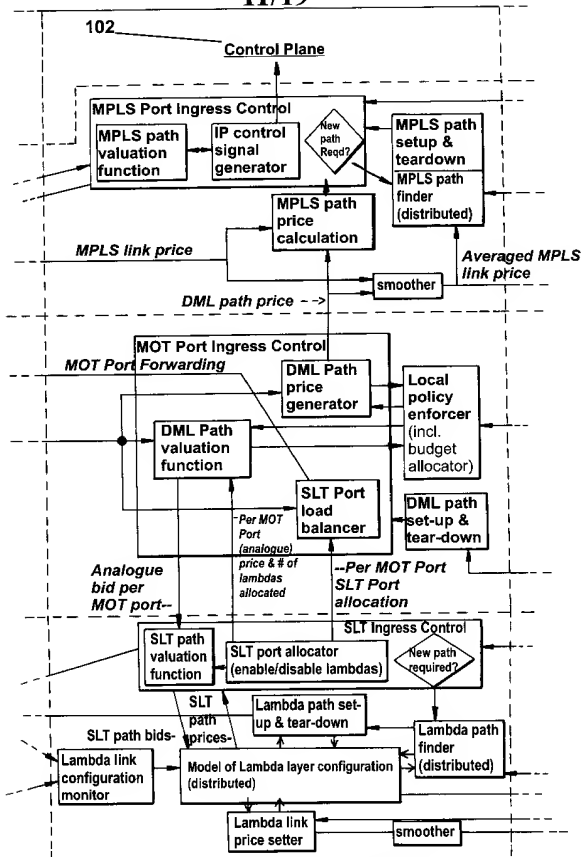 11/19
102
Control Plane
MPLS Port Ingress Control
MPLS path
valuation
function
IP control
signal
generator
New
path
Reqd?
MPLS path
setup &
teardown
MPLS path
finder
(distributed)
MPLS path
price
calculation
MPLS link price
Averaged MPLS
link price
smoother
DML path price -->
MOT Port Ingress Control
MOT Port Forwarding
DML Path
price
generator
Local
policy
enforcer
(incl.
budget
allocator)
DML Path
valuation
function
SLT Port
load
balancer
DML path
set-up &
tear-down
-Per MOT
Port
(analogue)
price & # of
lambdas
allocated
--Per MOT Port
SLT Port
allocation
Analogue
bid per
MOT port--
SLT Ingress Control
SLT path
valuation
function
SLT port allocator
(enable/disable lambdas)
New path
required?
SLT
path
prices-
Lambda path set-
up & tear-down
SLT path bids-
Lambda path
finder
(distributed)
Lambda link
configuration
monitor
Model of Lambda layer configuration
(distributed)
Lambda link
price setter
smoother